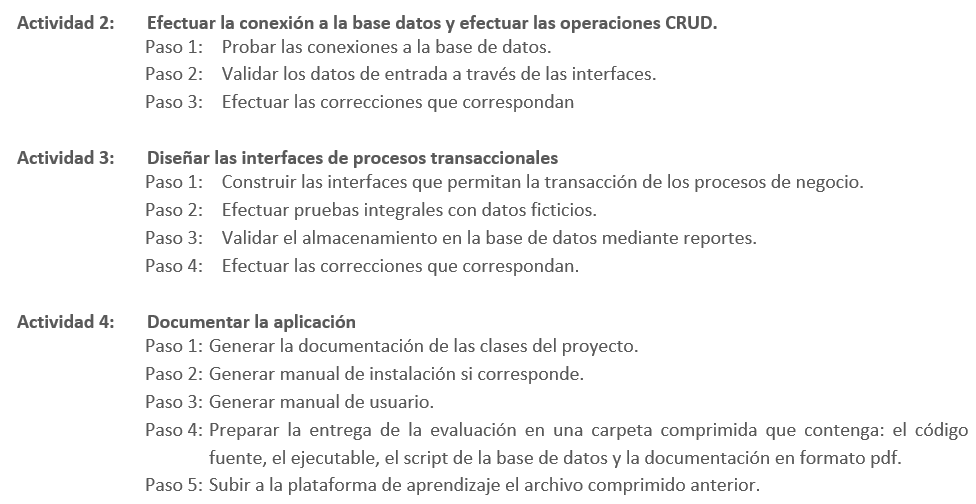 Actividad 2: Efectuar la conexión a la base datos y efectuar las operaciones CRUD.
Paso 1: Probar las conexiones a la base de datos.
Paso 2: Validar los datos de entrada a través de las interfaces.
Paso 3: Efectuar las correcciones que correspondan
Actividad 3: Diseñar las interfaces de procesos transaccionales
Paso 1: Construir las interfaces que permitan la transacción de los procesos de negocio.
Paso 2: Efectuar pruebas integrales con datos ficticios.
Paso 3: Validar el almacenamiento en la base de datos mediante reportes.
Paso 4: Efectuar las correcciones que correspondan.
Actividad 4: Documentar la aplicación
Paso 1: Generar la documentación de las clases del proyecto.
Paso 2: Generar manual de instalación si corresponde.
Paso 3: Generar manual de usuario.
Paso 4: Preparar la entrega de la evaluación en una carpeta comprimida que contenga: el código
fuente, el ejecutable, el script de la base de datos y la documentación en formato pdf.
Paso 5: Subir a la plataforma de aprendizaje el archivo comprimido anterior.